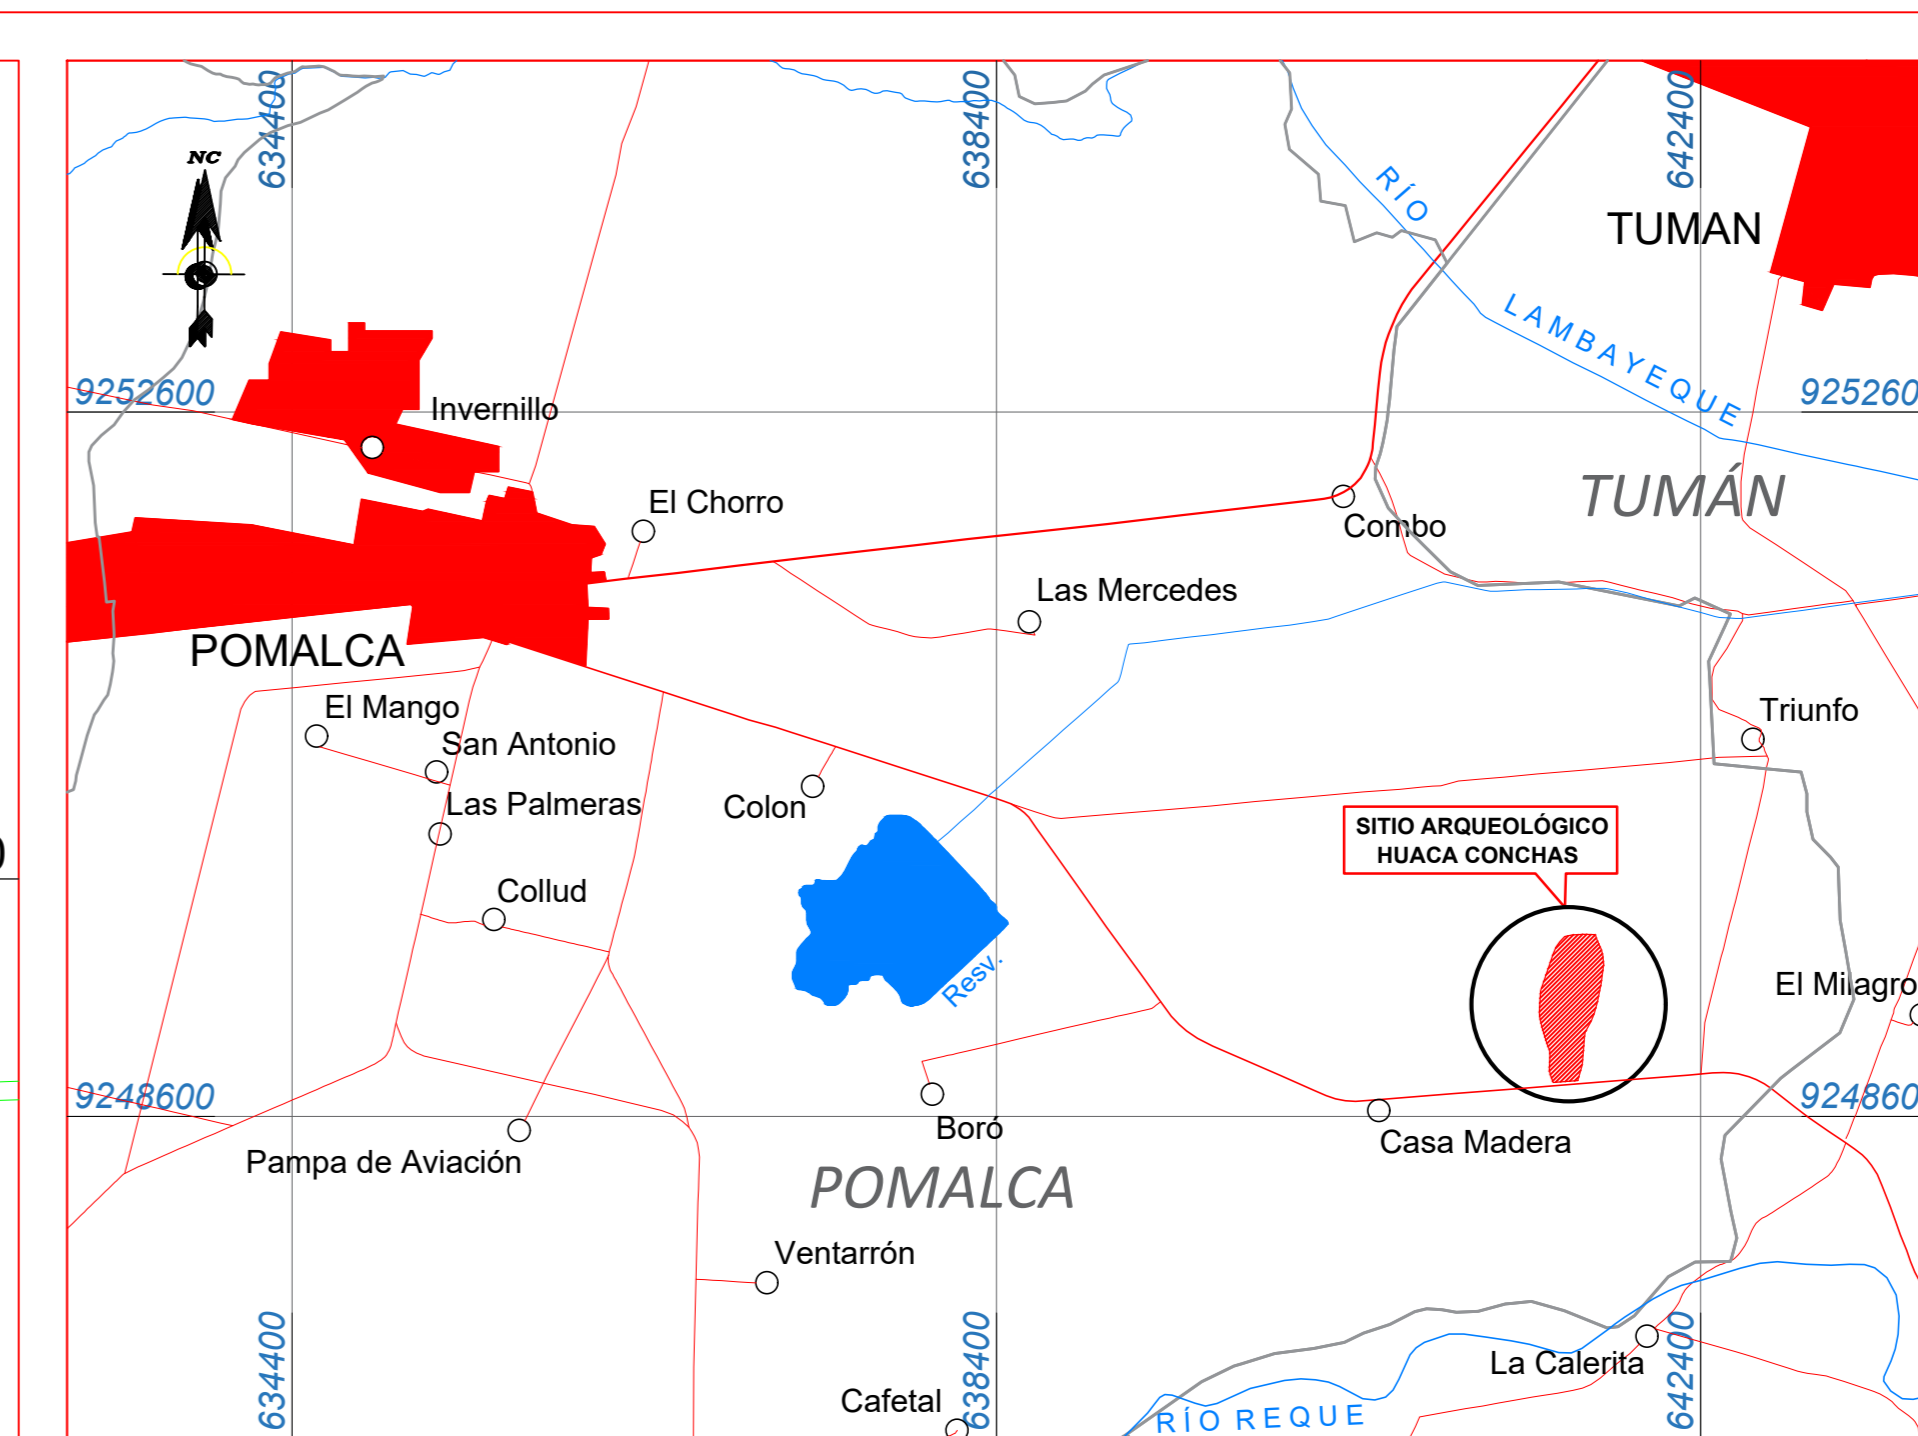 634400
638400
642400
NC
RÍO
TUMAN
LAMBAYEQUE
9252600
925260
Invernillo
TUMÁN
El Chorro
Combo
Las Mercedes
POMALCA
El Mango
Triunfo
San Antonio
Las Palmeras
Colon
SITIO ARQUEOLÓGICO
HUACA CONCHAS
Collud
Resv.
El Milagro
9248600
924860
Boró
Casa Madera
Pampa de Aviación
POMALCA
Ventarrón
634400
638400
642400
La Calerita
Cafetal
RÍO REQUE